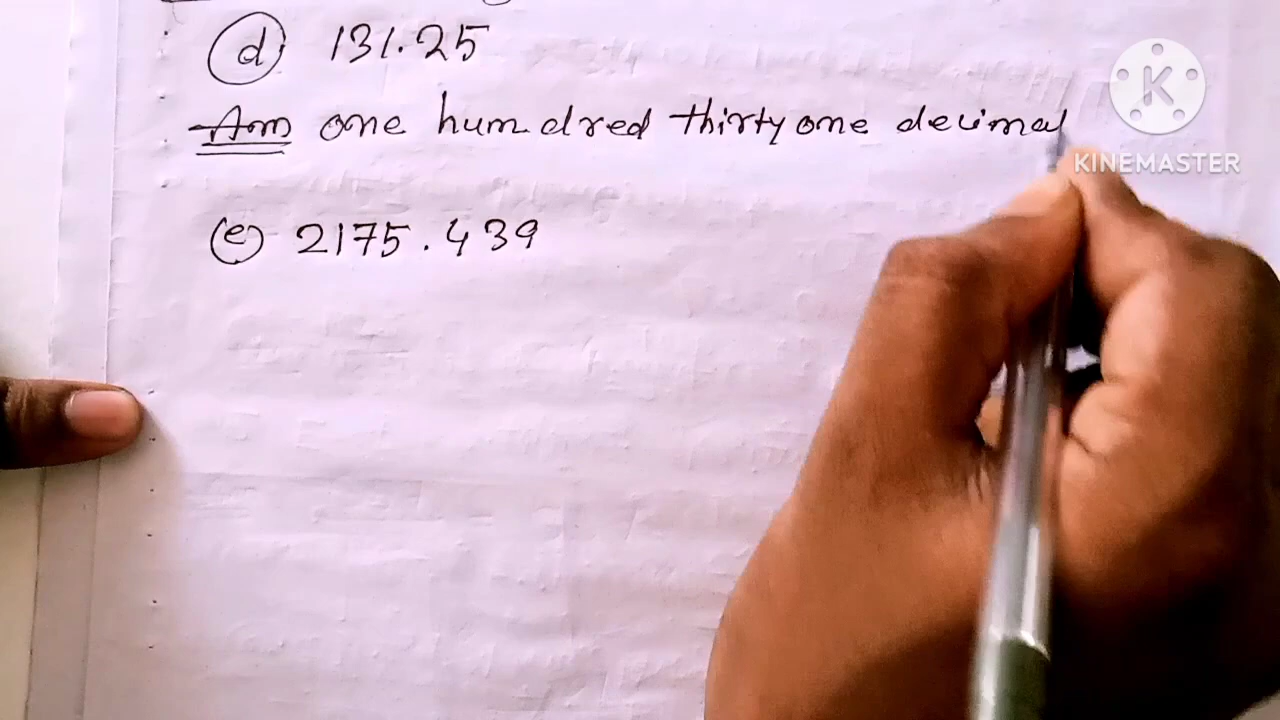 (d) 131.25
Ans one hundred thirty one decimal
(e) 2175.439
K
KINEMASTER